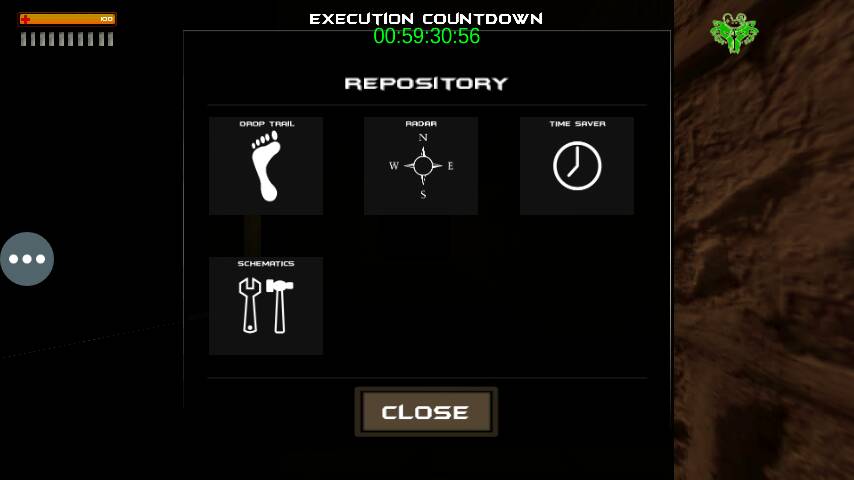 EXECUTION COUNTDOWN
100
00:59:30:56
REPOSITORY
DROP TRAIL
RADAR
TIME SAVER
N
W
E
S
SCHEMATICS
CLOSE